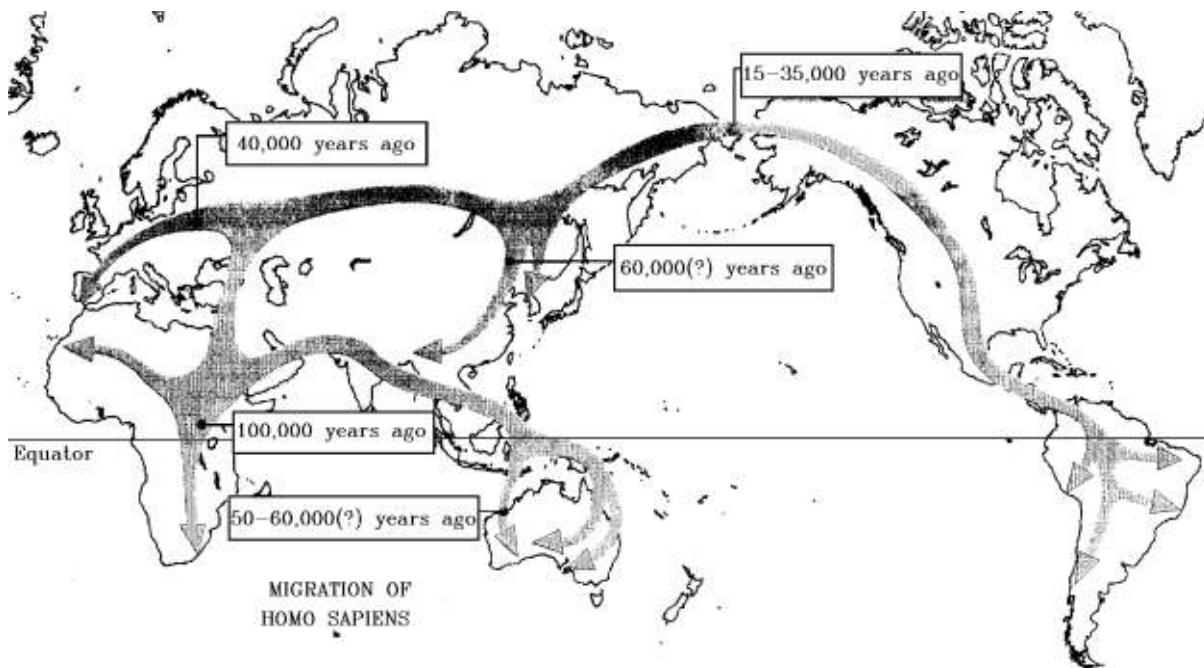 15–35,000 years ago
40,000 years ago
60,000(?) years ago
100,000 years ago
Equator
50–60,000(?) years ago
MIGRATION OF
HOMO SAPIENS